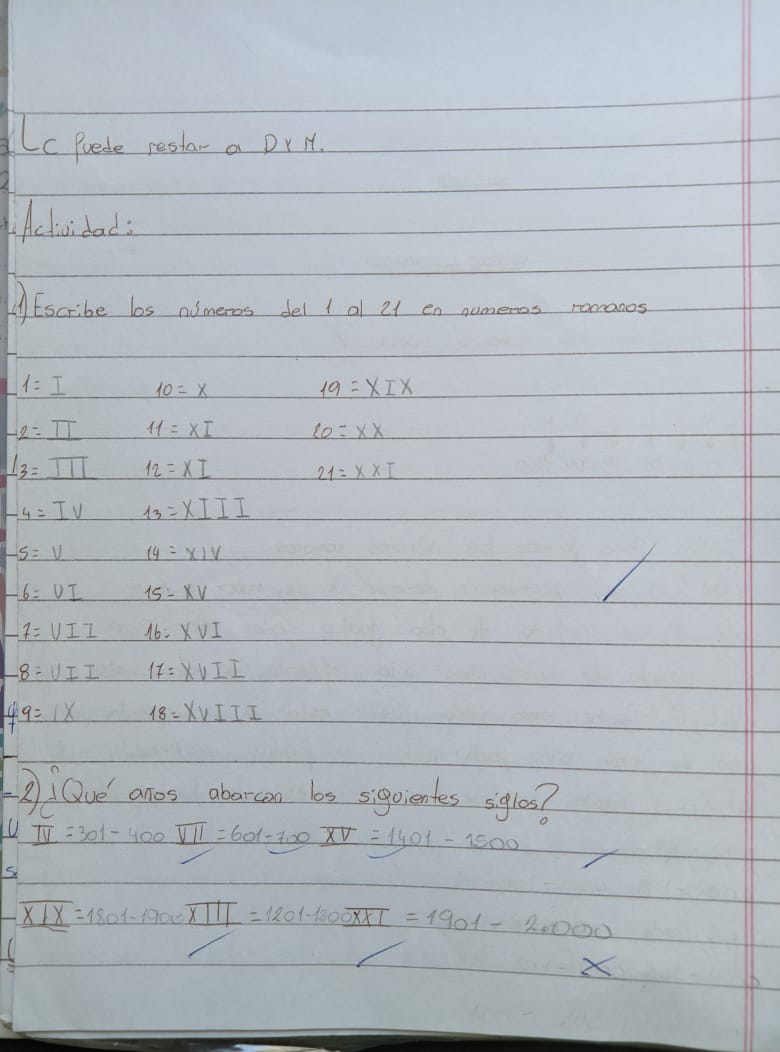 C Puede restar a D y M.
Actividad:
1) Escribe los números del 1 al 21 en numeros romanos
1= I 10= X 19= XIX
2= II 11= XI 20= XX
3= III 12= XI 21= XXI
4= IV 13= XIII
5= V 14= XIV
6= VI 15= XV
7= VII 16= XVI
8= VII 17= XVII
9= IX 18= XVIII
2) ¿Qué años abarcan los siguientes siglos?
IV = 301-400 VII = 601-700 XV = 1401 - 1500
XIX = 1801-1900 XIII = 1201-1300 XXI = 1901 - 2.000